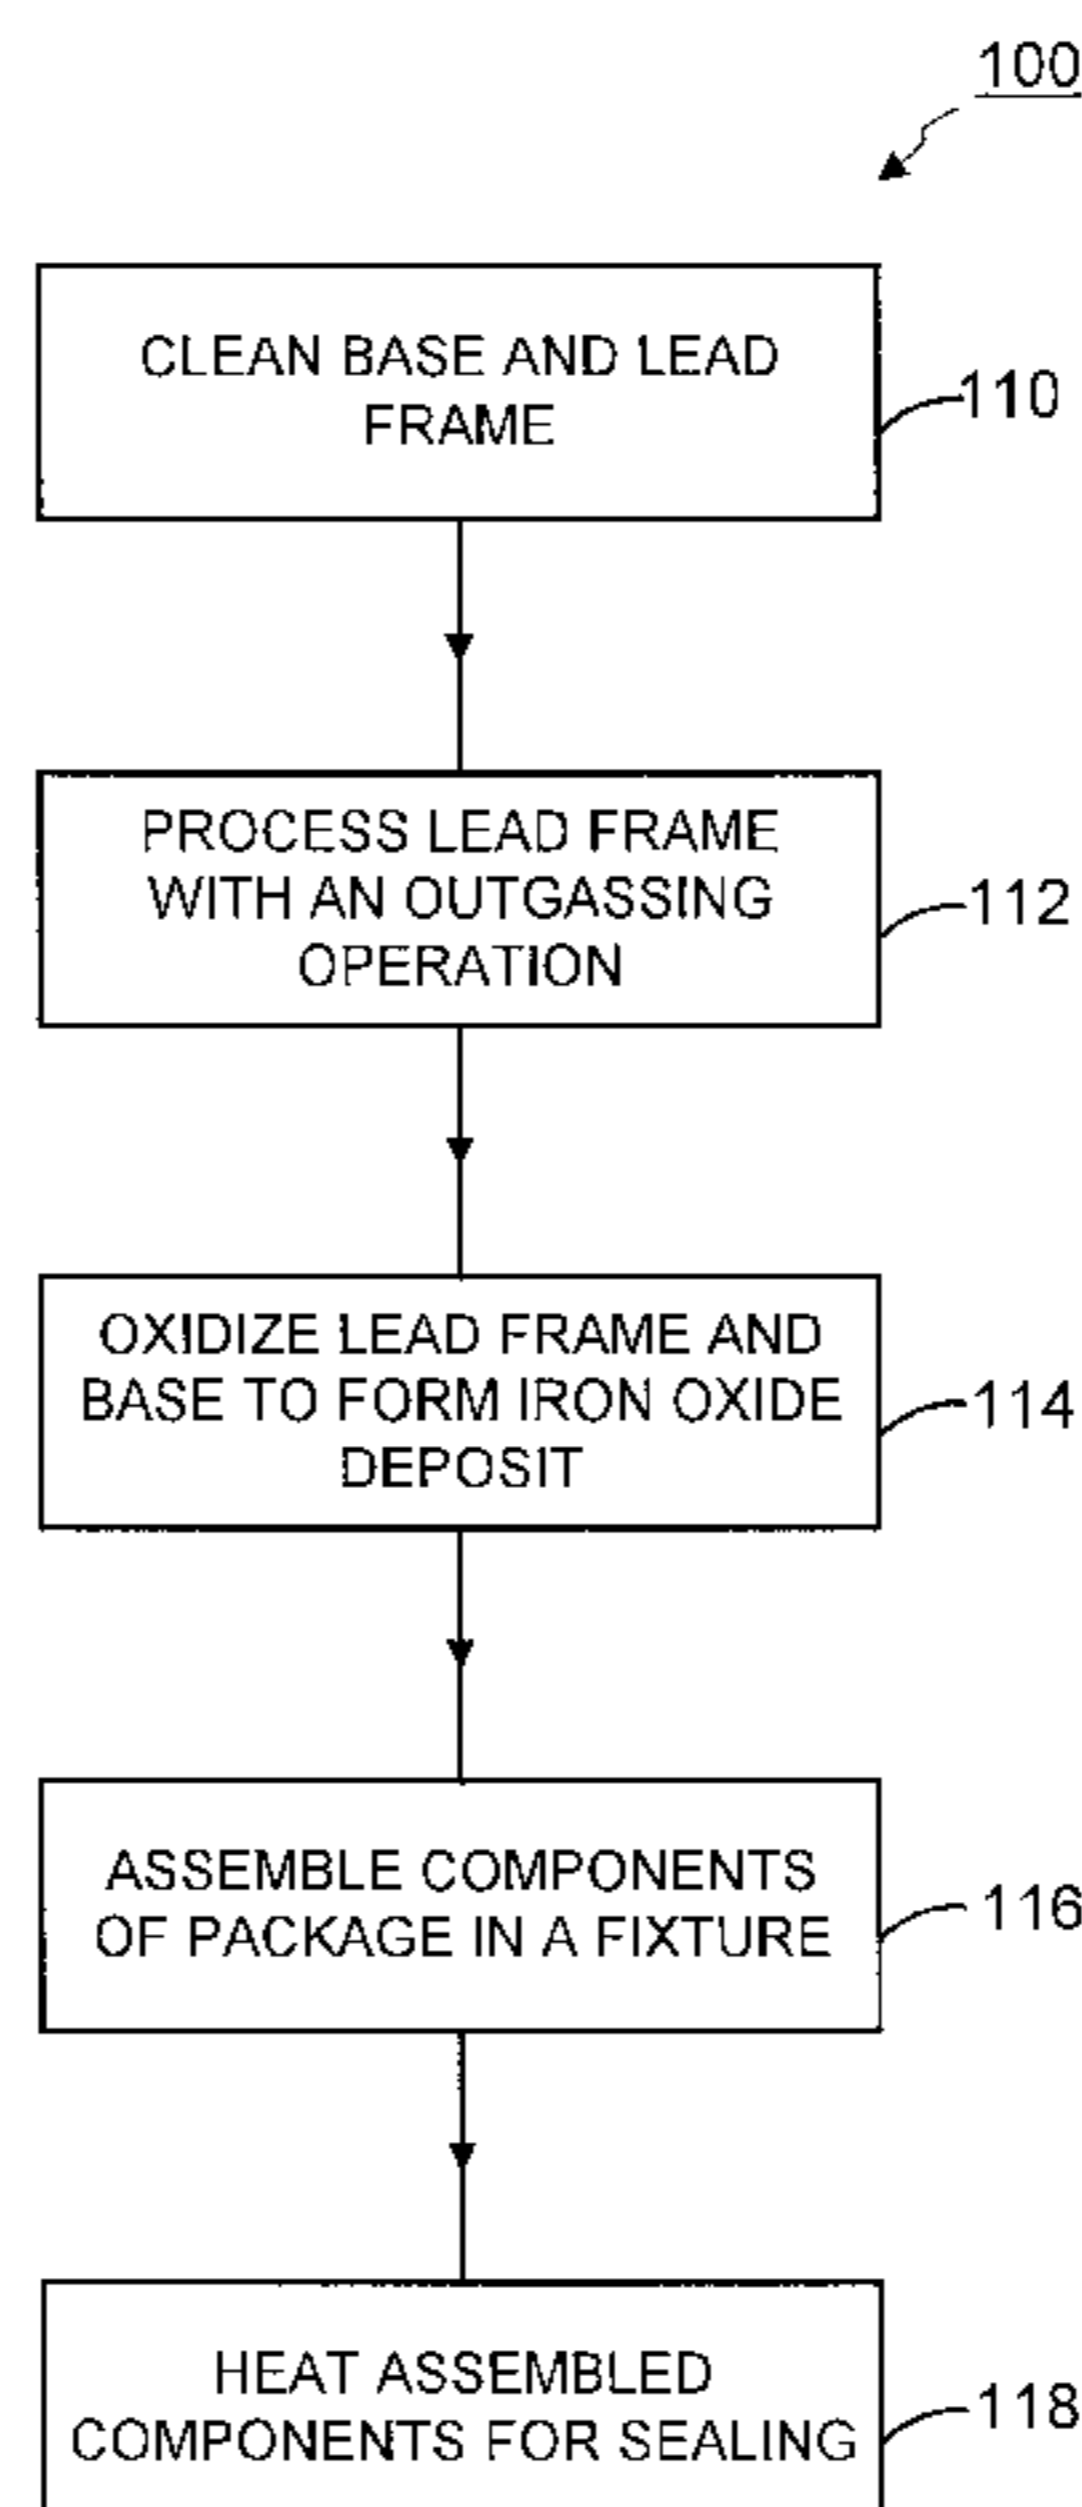 100
CLEAN BASE AND LEAD
FRAME
110
PROCESS LEAD FRAME
WITH AN OUTGASSING
OPERATION
112
OXIDIZE LEAD FRAME AND
BASE TO FORM IRON OXIDE
DEPOSIT
114
ASSEMBLE COMPONENTS
OF PACKAGE IN A FIXTURE
116
HEAT ASSEMBLED
COMPONENTS FOR SEALING
118